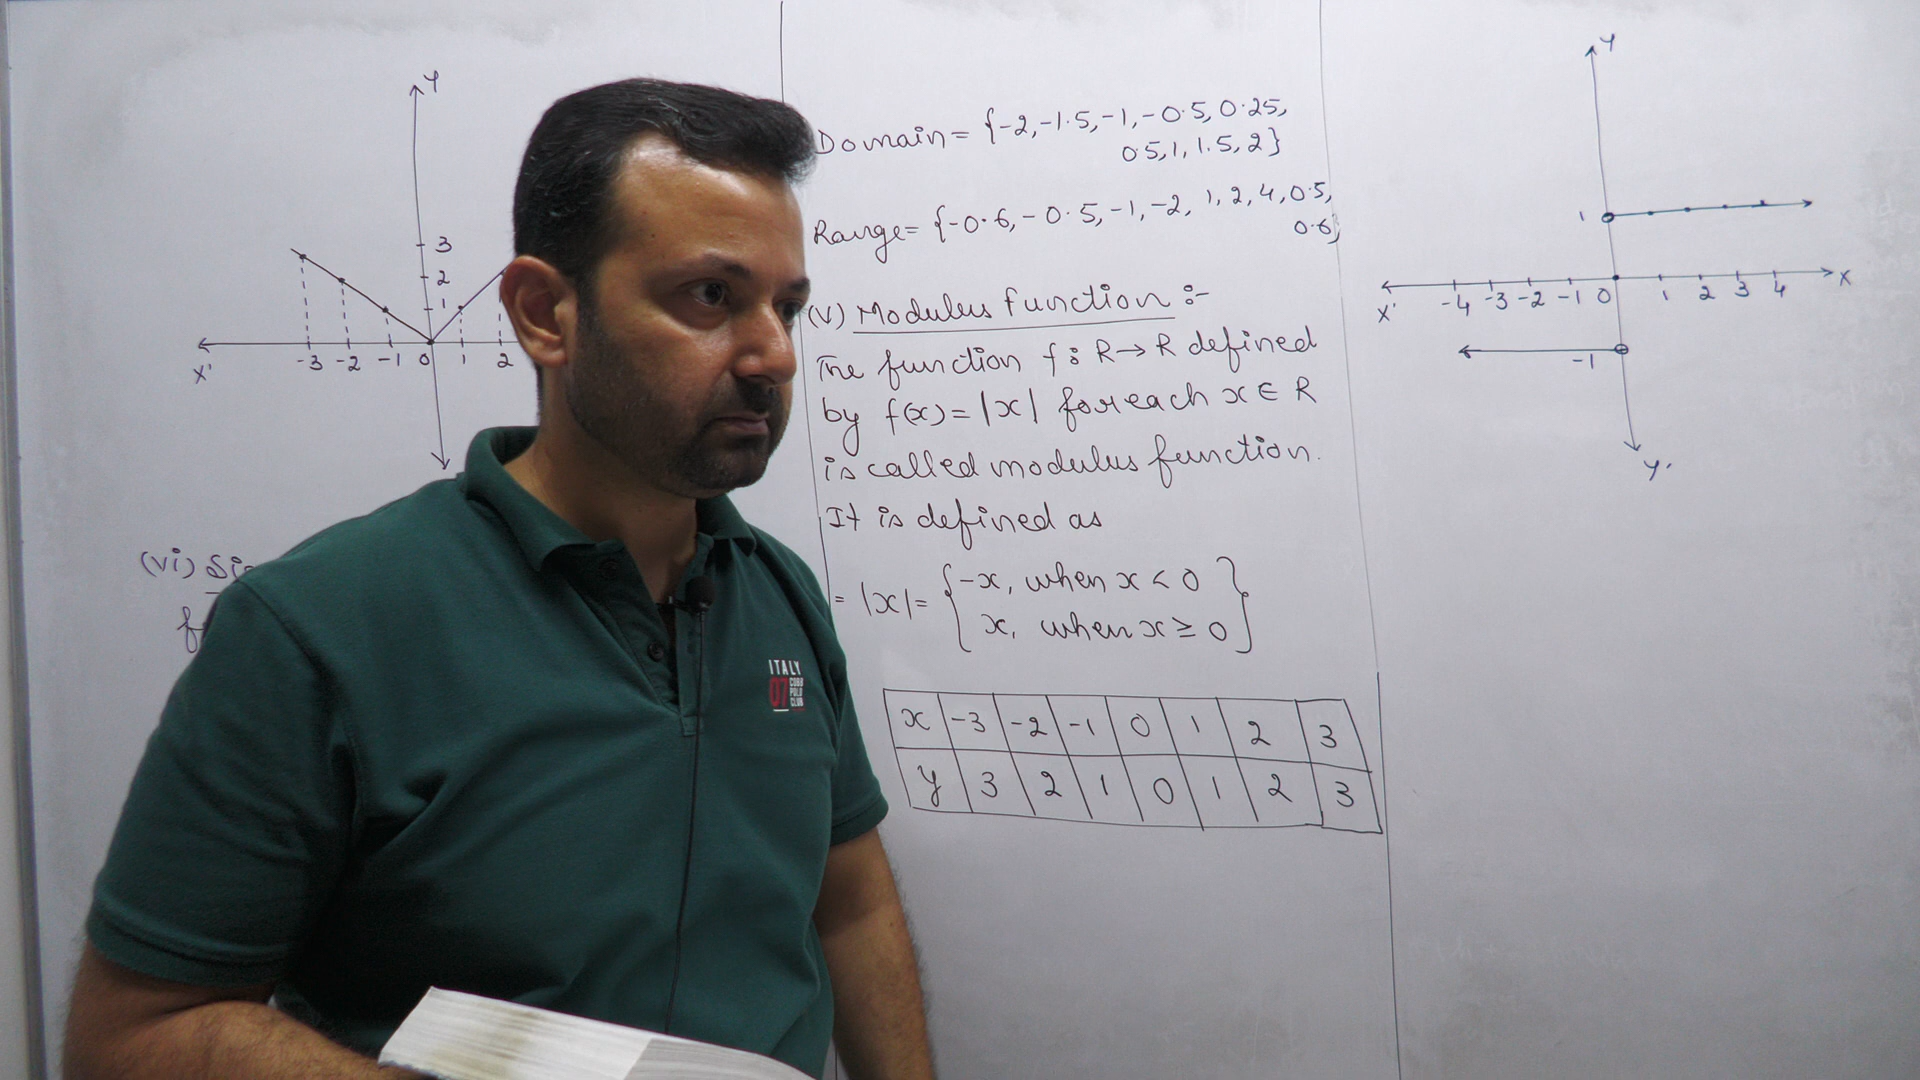 Y
3
2
1
X' -3 -2 -1 0 1 2
(vi)
Domain = {-2, -1.5, -1, -0.5, 0.25,
0.5, 1, 1.5, 2}
Range = {-0.6, -0.5, -1, -2, 1, 2, 4, 0.5,
0.6}
(v) Modulus function :-
The function f : R→R defined
by f(x) = |x| for each x ∈ R
is called modulus function.
It is defined as
= |x| = { -x, when x < 0 }
{ x, when x ≥ 0 }
x -3 -2 -1 0 1 2 3
y 3 2 1 0 1 2 3
Y
1
X' -4 -3 -2 -1 0 1 2 3 4 X
-1
Y'
ITALY
07 COBB
POLO
CLUB